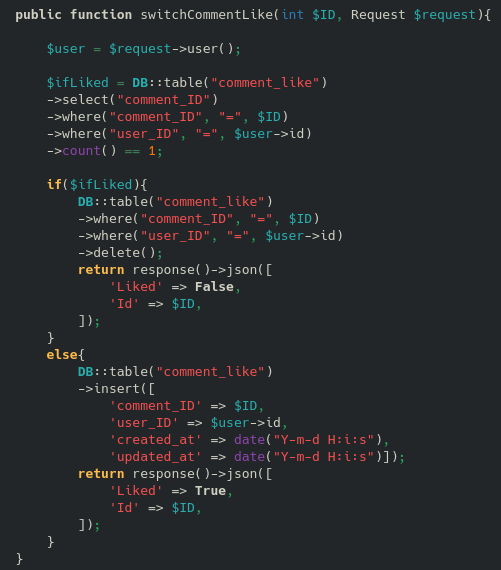 public function switchCommentLike(int $ID, Request $request){
$user = $request->user();
$ifLiked = DB::table("comment_like")
->select("comment_ID")
->where("comment_ID", "=", $ID)
->where("user_ID", "=", $user->id)
->count() == 1;
if($ifLiked){
DB::table("comment_like")
->where("comment_ID", "=", $ID)
->where("user_ID", "=", $user->id)
->delete();
return response()->json([
'Liked' => False,
'Id' => $ID,
]);
}
else{
DB::table("comment_like")
->insert([
'comment_ID' => $ID,
'user_ID' => $user->id,
'created_at' => date("Y-m-d H:i:s"),
'updated_at' => date("Y-m-d H:i:s")]);
return response()->json([
'Liked' => True,
'Id' => $ID,
]);
}
}